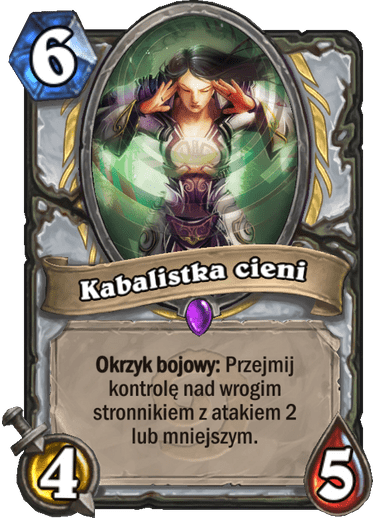 6
Kabalistka cieni
Okrzyk bojowy: Przejmij
kontrolę nad wrogim
stronnikiem z atakiem 2
lub mniejszym.
4
5